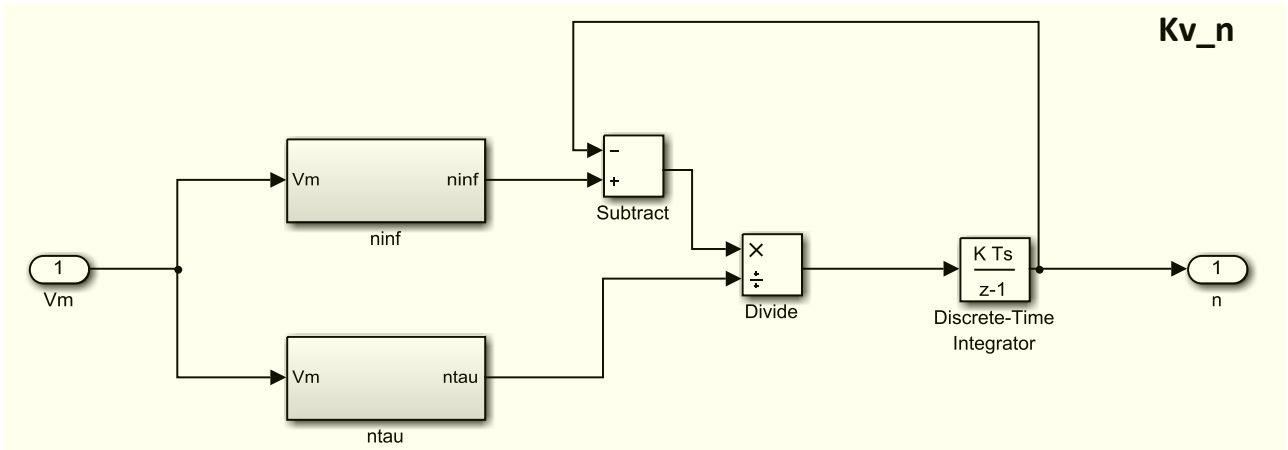 Kv_n
−
+
Subtract
Vm ninf
ninf
1
Vm
×
÷
Divide
K Ts
z-1
Discrete-Time
Integrator
1
n
Vm ntau
ntau